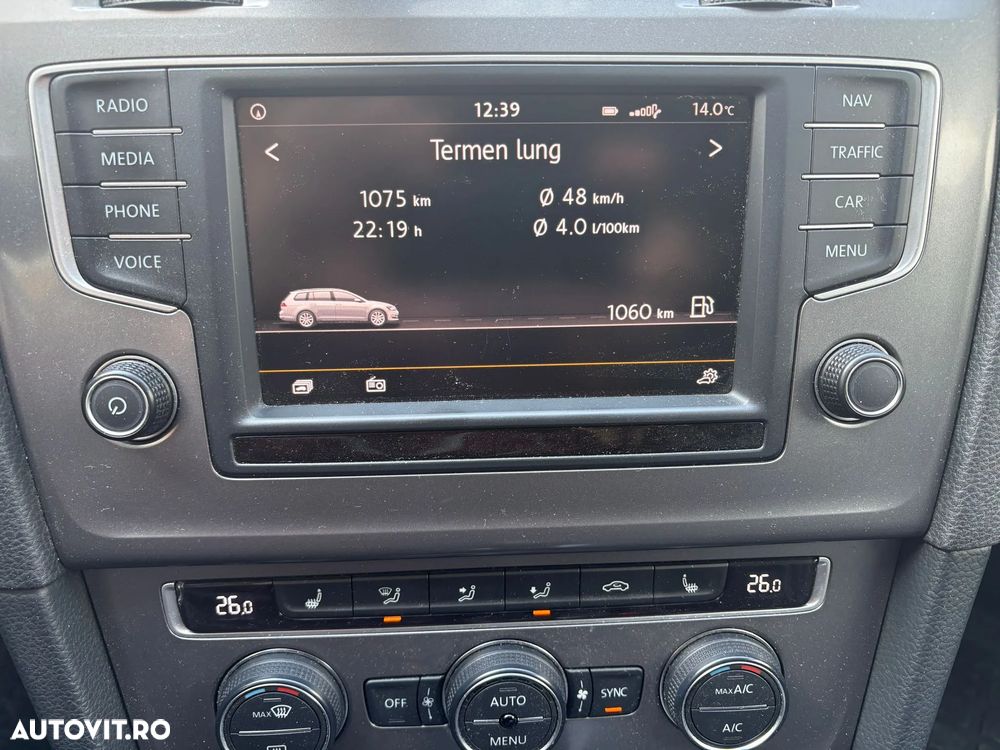 RADIO
MEDIA
PHONE
VOICE
12:39
14.0°C
< Termen lung >
1075 km
Ø 48 km/h
22:19 h
Ø 4.0 l/100km
1060 km
NAV
TRAFFIC
CAR
MENU
26.0
26.0
MAX
OFF
AUTO
MENU
SYNC
MAX A/C
A/C
AUTOVIT.RO